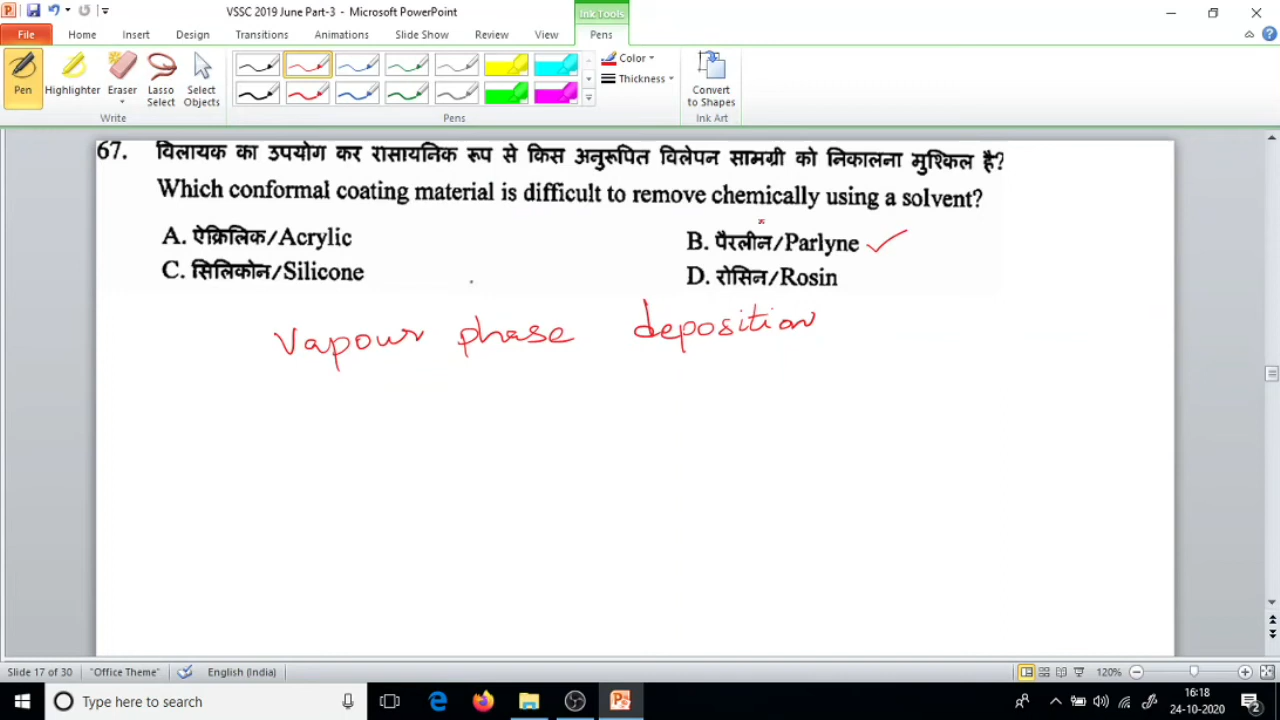 VSSC 2019 June Part-3 - Microsoft PowerPoint
Ink Tools
File Home Insert Design Transitions Animations Slide Show Review View Pens
Pen Highlighter Eraser Lasso Select Select Objects
Color
Thickness
Convert to Shapes
Write Pens Ink Art
67. विलायक का उपयोग कर रासायनिक रूप से किस अनुरूपित विलेपन सामग्री को निकालना मुश्किल है?
Which conformal coating material is difficult to remove chemically using a solvent?
A. ऐक्रिलिक/Acrylic B. पैरलीन/Parlyne
C. सिलिकोन/Silicone D. रोसिन/Rosin
Vapour phase deposition
Slide 17 of 30 "Office Theme" English (India) 120%
Type here to search
16:18
24-10-2020
2